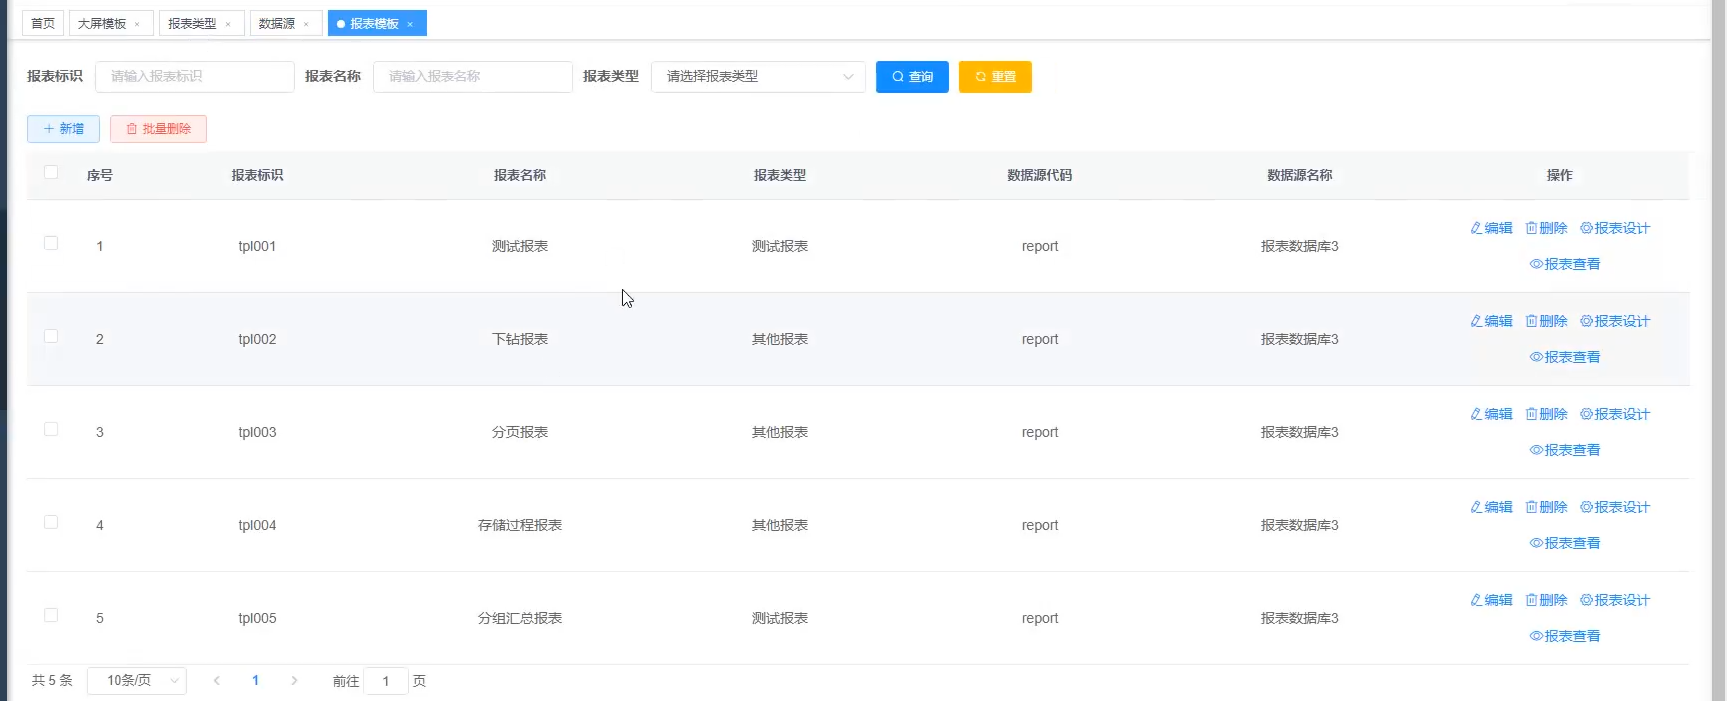 首页 大屏模板 × 报表类型 × 数据源 × 报表模板 ×
报表标识 请输入报表标识 报表名称 请输入报表名称 报表类型 请选择报表类型 查询 重置
新增 批量删除
序号 报表标识 报表名称 报表类型 数据源代码 数据源名称 操作
1 tpl001 测试报表 测试报表 report 报表数据库3 编辑 删除 报表设计
报表查看
2 tpl002 下钻报表 其他报表 report 报表数据库3 编辑 删除 报表设计
报表查看
3 tpl003 分页报表 其他报表 report 报表数据库3 编辑 删除 报表设计
报表查看
4 tpl004 存储过程报表 其他报表 report 报表数据库3 编辑 删除 报表设计
报表查看
5 tpl005 分组汇总报表 测试报表 report 报表数据库3 编辑 删除 报表设计
报表查看
共 5 条 10条/页 < 1 > 前往 1 页